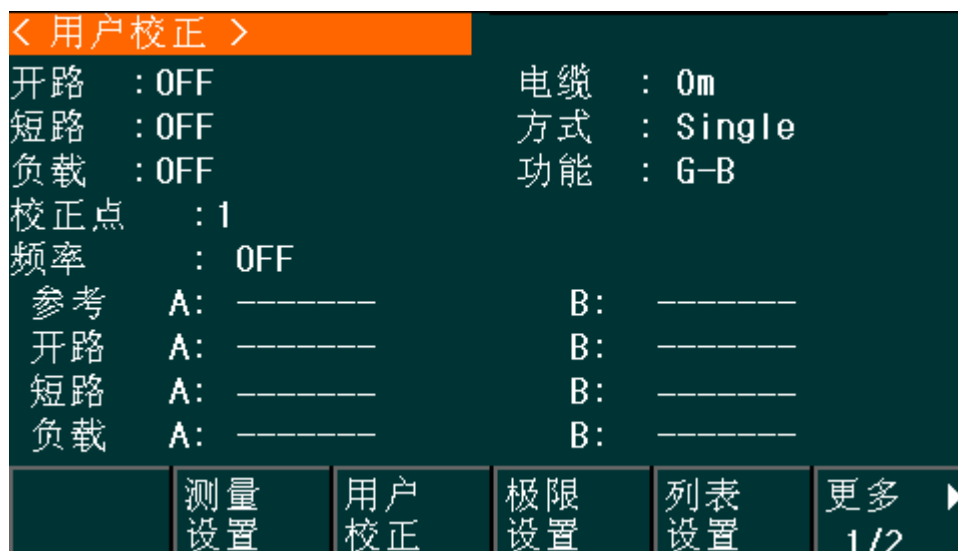 < 用户校正 >
开路 :OFF 电缆 : 0m
短路 :OFF 方式 : Single
负载 :OFF 功能 : G-B
校正点 :1
频率 : OFF
参考 A: ------- B: -------
开路 A: ------- B: -------
短路 A: ------- B: -------
负载 A: ------- B: -------
测量设置 用户校正 极限设置 列表设置 更多 1/2